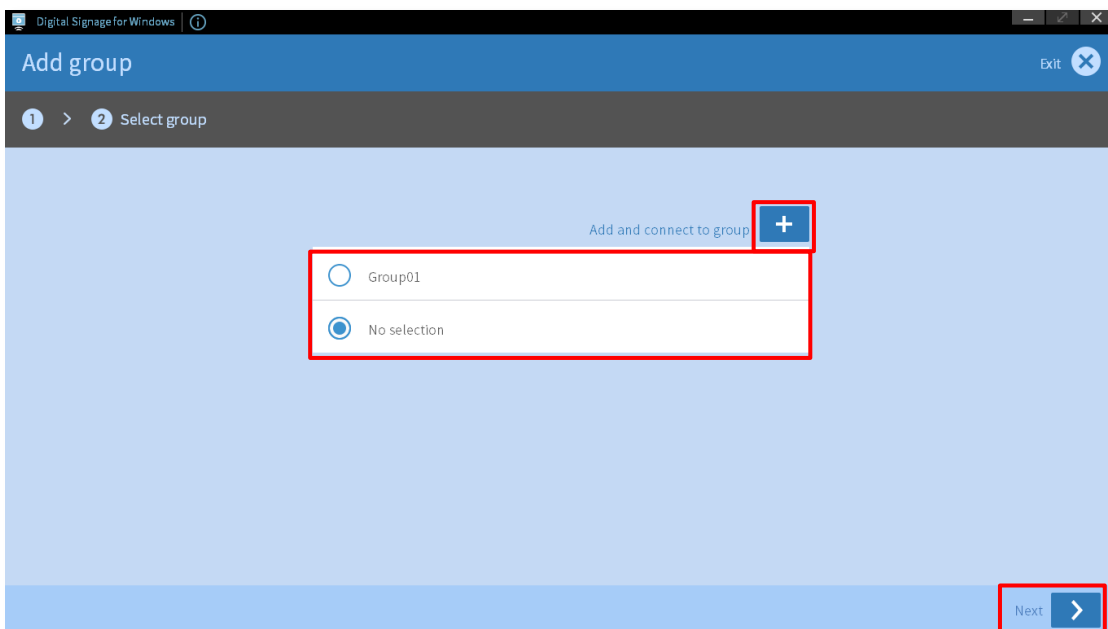 Digital Signage for Windows
Add group
Exit
1 > 2 Select group
Add and connect to group
Group01
No selection
Next